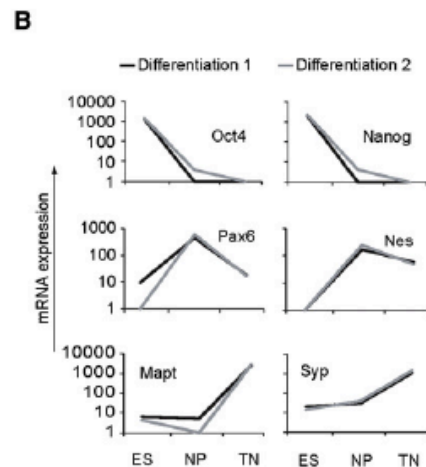 B
Differentiation 1 Differentiation 2
10000
1000
100
10
1
Oct4
Nanog
mRNA expression
1000
100
10
1
Pax6
Nes
10000
1000
100
10
1
Mapt
Syp
ES NP TN ES NP TN